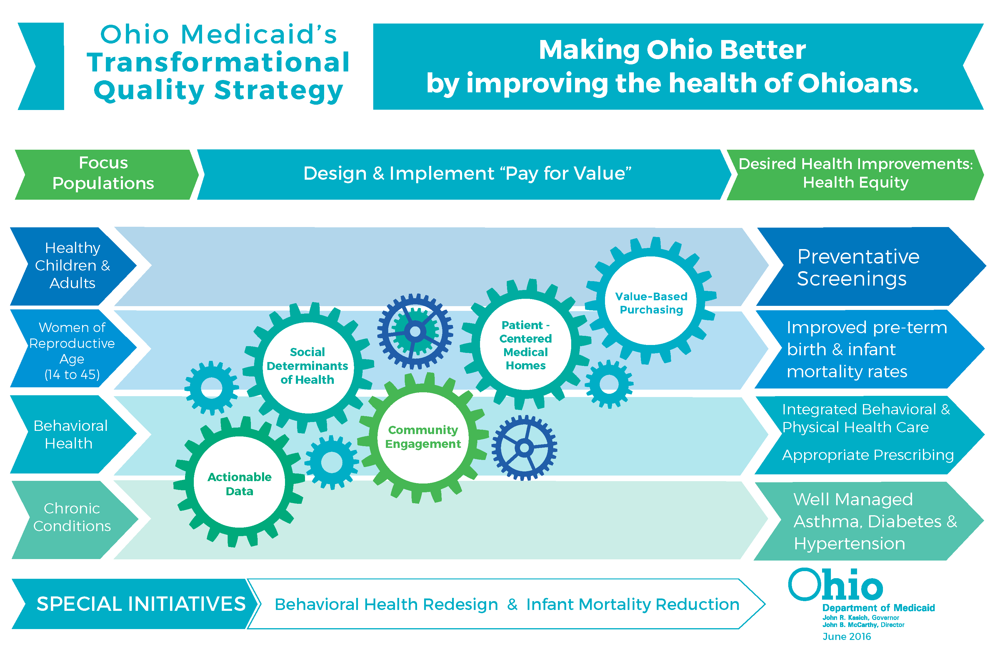 Ohio Medicaid’s
Transformational
Quality Strategy
Making Ohio Better
by improving the health of Ohioans.
Focus
Populations
Design & Implement “Pay for Value”
Desired Health Improvements:
Health Equity
Healthy
Children &
Adults
Women of
Reproductive
Age
(14 to 45)
Behavioral
Health
Chronic
Conditions
Actionable
Data
Social
Determinants
of Health
Community
Engagement
Patient -
Centered
Medical
Homes
Value-Based
Purchasing
Preventative
Screenings
Improved pre-term
birth & infant
mortality rates
Integrated Behavioral &
Physical Health Care
Appropriate Prescribing
Well Managed
Asthma, Diabetes &
Hypertension
SPECIAL INITIATIVES
Behavioral Health Redesign & Infant Mortality Reduction
Ohio
Department of Medicaid
John R. Kasich, Governor
John B. McCarthy, Director
June 2016